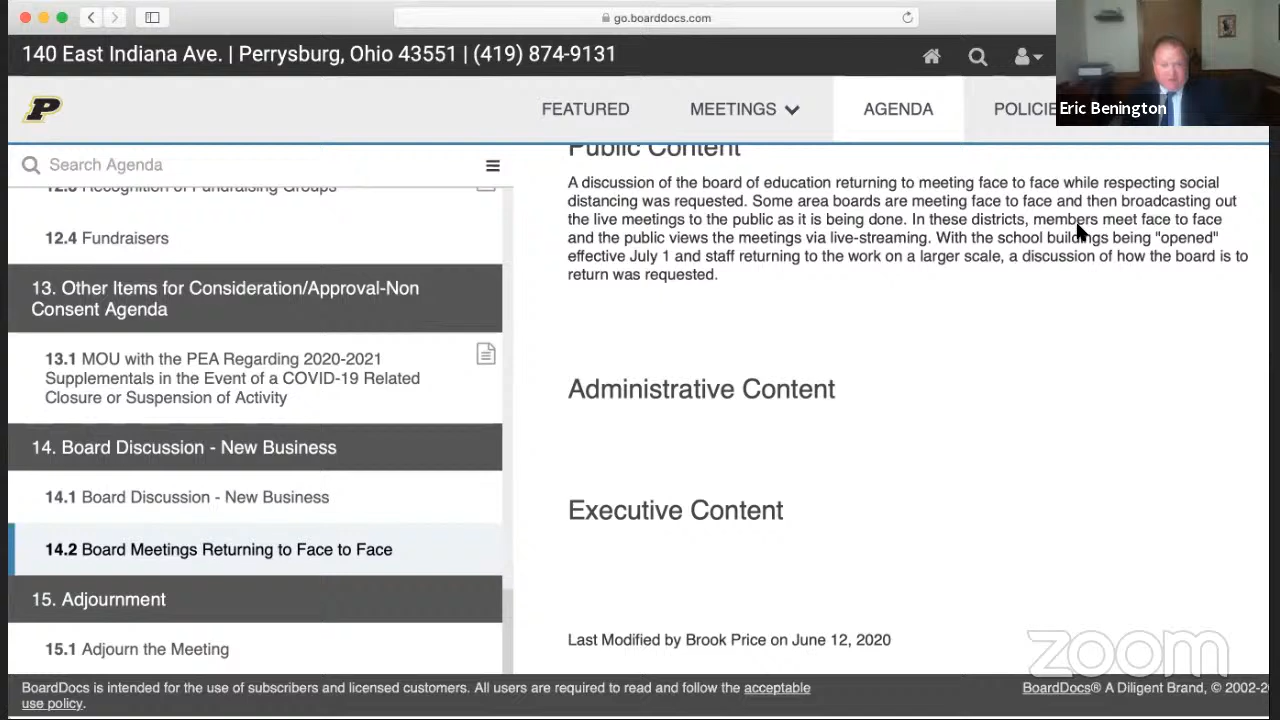 go.boarddocs.com
140 East Indiana Ave. | Perrysburg, Ohio 43551 | (419) 874-9131
Eric Benington
P
FEATURED
MEETINGS
AGENDA
POLICIE
Search Agenda
12.3 Recognition of Fundraising Groups
12.4 Fundraisers
13. Other Items for Consideration/Approval-Non
Consent Agenda
13.1 MOU with the PEA Regarding 2020-2021
Supplementals in the Event of a COVID-19 Related
Closure or Suspension of Activity
14. Board Discussion - New Business
14.1 Board Discussion - New Business
14.2 Board Meetings Returning to Face to Face
15. Adjournment
15.1 Adjourn the Meeting
Public Content
A discussion of the board of education returning to meeting face to face while respecting social
distancing was requested. Some area boards are meeting face to face and then broadcasting out
the live meetings to the public as it is being done. In these districts, members meet face to face
and the public views the meetings via live-streaming. With the school buildings being "opened"
effective July 1 and staff returning to the work on a larger scale, a discussion of how the board is to
return was requested.
Administrative Content
Executive Content
Last Modified by Brook Price on June 12, 2020
zoom
BoardDocs is intended for the use of subscribers and licensed customers. All users are required to read and follow the acceptable
use policy.
BoardDocs® A Diligent Brand, © 2002-2